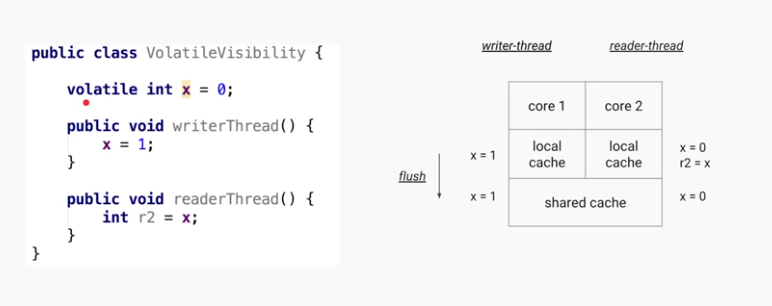 public class VolatileVisibility {
volatile int x = 0;
public void writerThread() {
x = 1;
}
public void readerThread() {
int r2 = x;
}
}
writer-thread
reader-thread
core 1
core 2
x = 1
local
cache
local
cache
x = 0
r2 = x
flush
x = 1
shared cache
x = 0